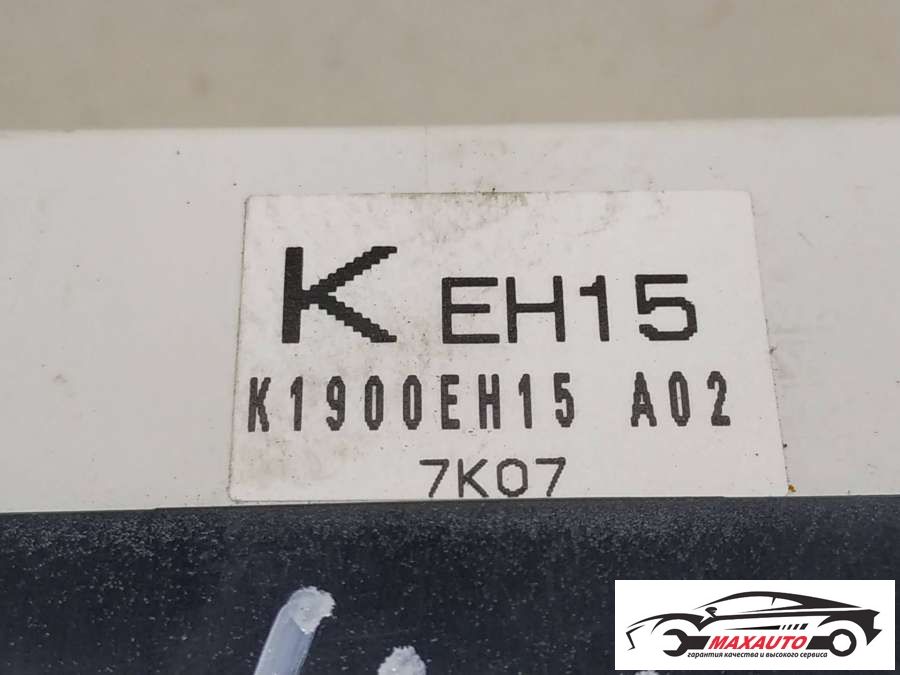 K EH15
K1900EH15 A02
7K07
MAXAUTO
гарантия качества и высокого сервиса